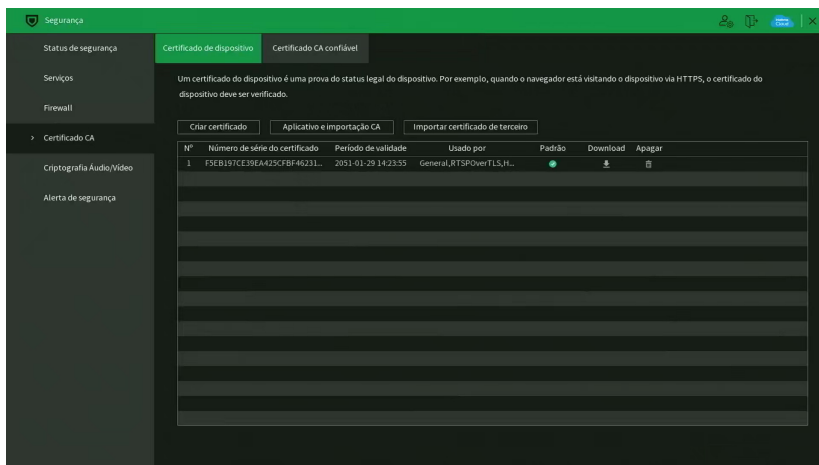 Segurança
Status de segurança
Serviços
Firewall
> Certificado CA
Criptografia Áudio/Vídeo
Alerta de segurança
Certificado de dispositivo Certificado CA confiável
Um certificado do dispositivo é uma prova do status legal do dispositivo. Por exemplo, quando o navegador está visitando o dispositivo via HTTPS, o certificado do
dispositivo deve ser verificado.
Criar certificado Aplicativo e importação CA Importar certificado de terceiro
Nº Número de série do certificado Período de validade Usado por Padrão Download Apagar
1 F5EB197CE39EA425CFBF46231... 2051-01-29 14:23:55 General,RTSPOverTLS,H...